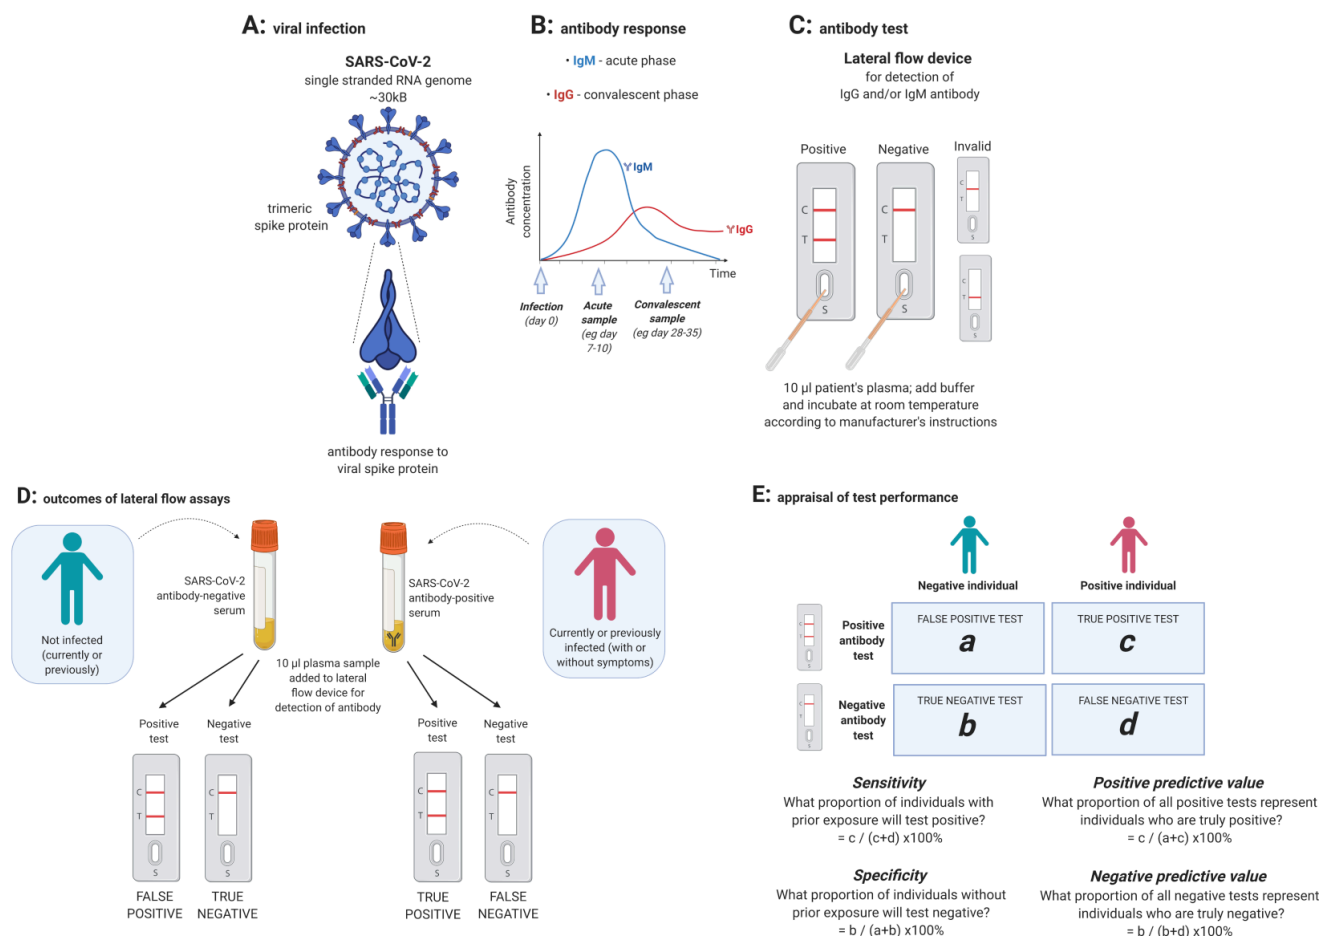 A: viral infection
SARS-CoV-2
single stranded RNA genome
~30kB
trimeric
spike protein
antibody response to
viral spike protein
B: antibody response
• IgM - acute phase
• IgG - convalescent phase
Antibody
concentration
IgM
IgG
Time
Infection
(day 0)
Acute
sample
(eg day
7-10)
Convalescent
sample
(eg day 28-35)
C: antibody test
Lateral flow device
for detection of
IgG and/or IgM antibody
Positive
Negative
Invalid
C
T
S
C
T
S
C
T
S
C
T
S
10 µl patient's plasma; add buffer
and incubate at room temperature
according to manufacturer's instructions
D: outcomes of lateral flow assays
Not infected
(currently or
previously)
SARS-CoV-2
antibody-negative
serum
SARS-CoV-2
antibody-positive
serum
Currently or previously
infected (with or
without symptoms)
10 µl plasma sample
added to lateral
flow device for
detection of antibody
Positive
test
Negative
test
Positive
test
Negative
test
C
T
S
C
T
S
C
T
S
C
T
S
FALSE
POSITIVE
TRUE
NEGATIVE
TRUE
POSITIVE
FALSE
NEGATIVE
E: appraisal of test performance
Negative individual
Positive individual
C
T
S
Positive
antibody
test
FALSE POSITIVE TEST
a
TRUE POSITIVE TEST
c
C
T
S
Negative
antibody
test
TRUE NEGATIVE TEST
b
FALSE NEGATIVE TEST
d
Sensitivity
What proportion of individuals with
prior exposure will test positive?
= c / (c+d) x100%
Positive predictive value
What proportion of all positive tests represent
individuals who are truly positive?
= c / (a+c) x100%
Specificity
What proportion of individuals without
prior exposure will test negative?
= b / (a+b) x100%
Negative predictive value
What proportion of all negative tests represent
individuals who are truly negative?
= b / (b+d) x100%